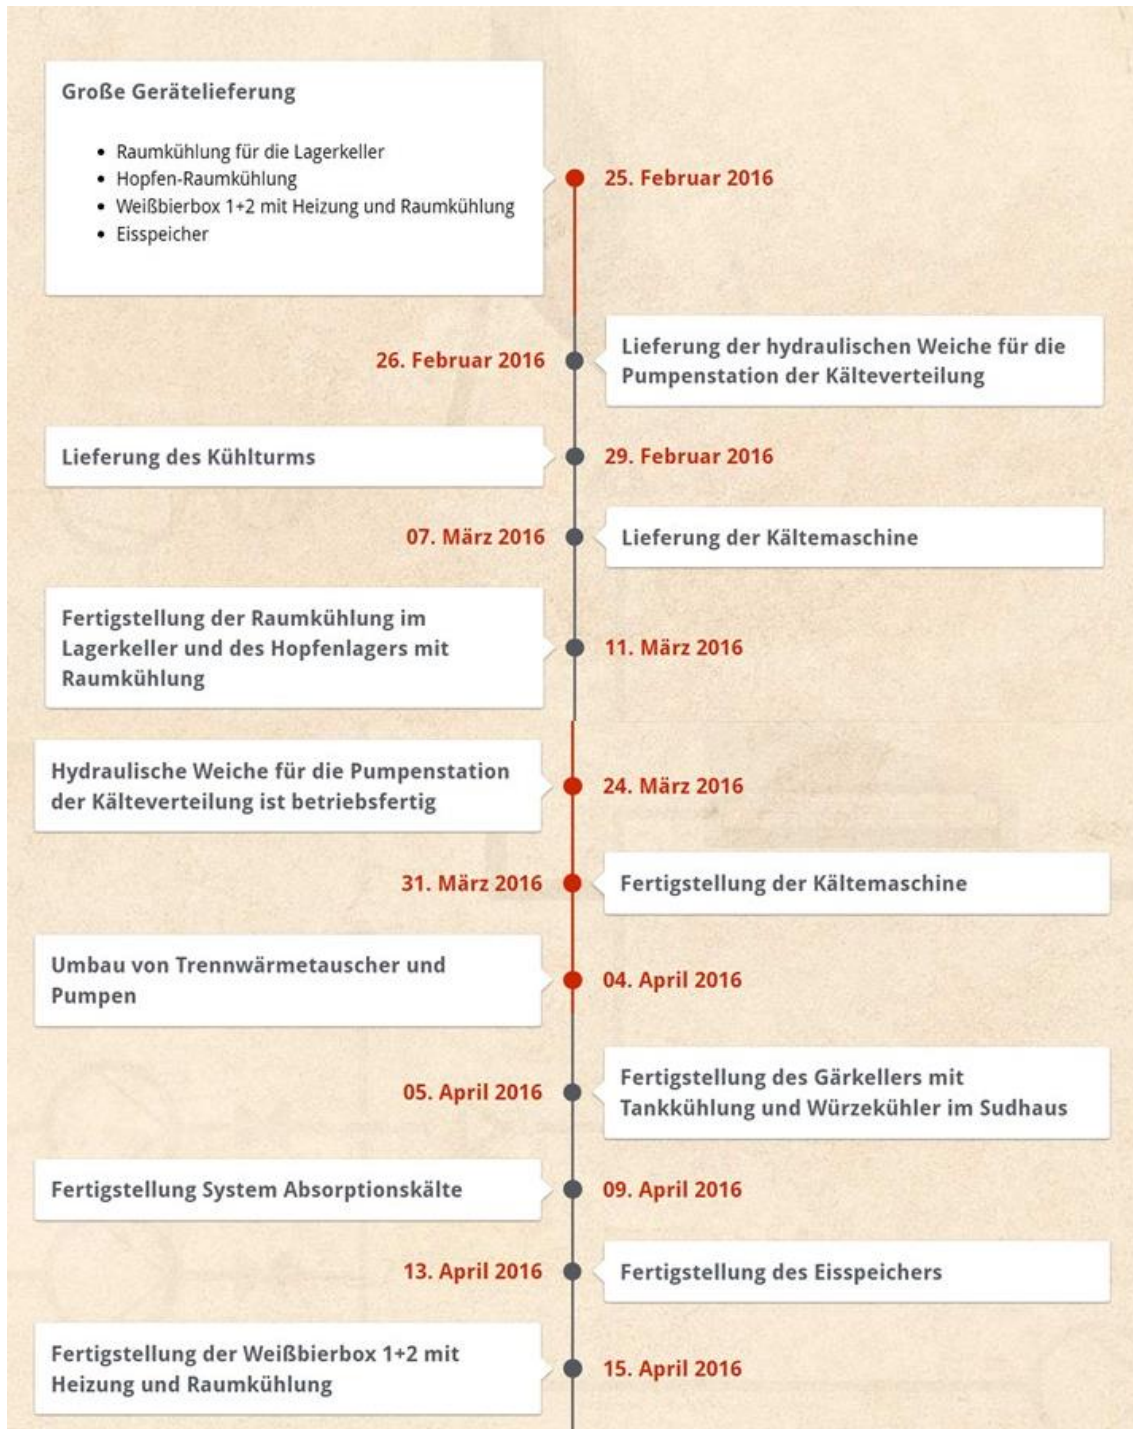 Große Gerätelieferung
• Raumkühlung für die Lagerkeller
• Hopfen-Raumkühlung
• Weißbierbox 1+2 mit Heizung und Raumkühlung
• Eisspeicher
25. Februar 2016
26. Februar 2016
Lieferung der hydraulischen Weiche für die
Pumpenstation der Kälteverteilung
Lieferung des Kühlturms
29. Februar 2016
07. März 2016
Lieferung der Kältemaschine
Fertigstellung der Raumkühlung im
Lagerkeller und des Hopfenlagers mit
Raumkühlung
11. März 2016
Hydraulische Weiche für die Pumpenstation
der Kälteverteilung ist betriebsfertig
24. März 2016
31. März 2016
Fertigstellung der Kältemaschine
Umbau von Trennwärmetauscher und
Pumpen
04. April 2016
05. April 2016
Fertigstellung des Gärkellers mit
Tankkühlung und Würzekühler im Sudhaus
Fertigstellung System Absorptionskälte
09. April 2016
13. April 2016
Fertigstellung des Eisspeichers
Fertigstellung der Weißbierbox 1+2 mit
Heizung und Raumkühlung
15. April 2016